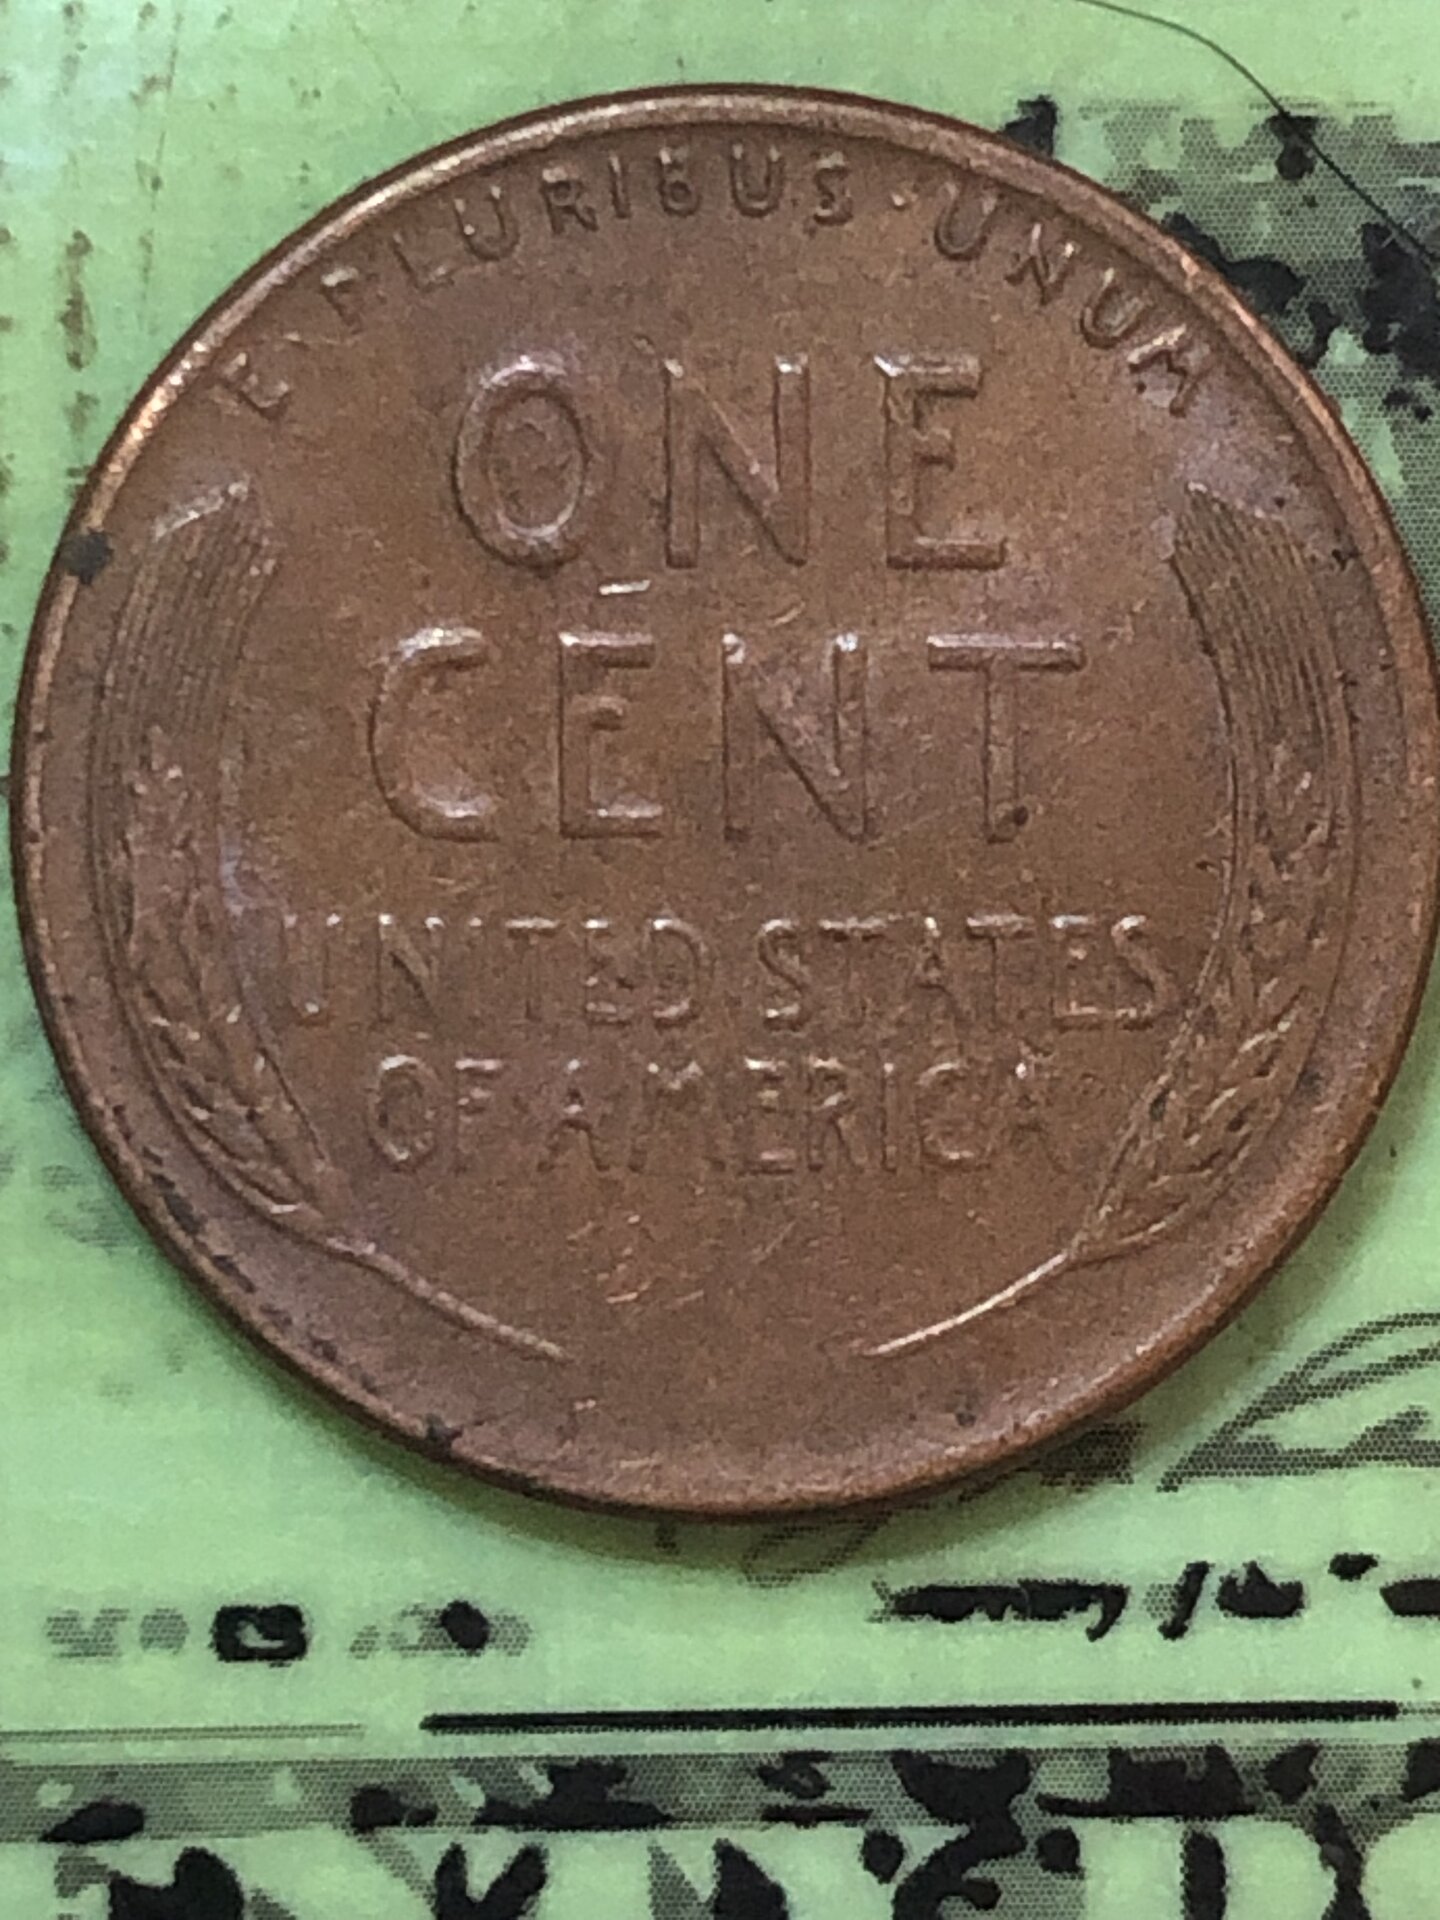 E·PLURIBUS·UNUM
ONE
CENT
UNITED STATES
OF AMERICA